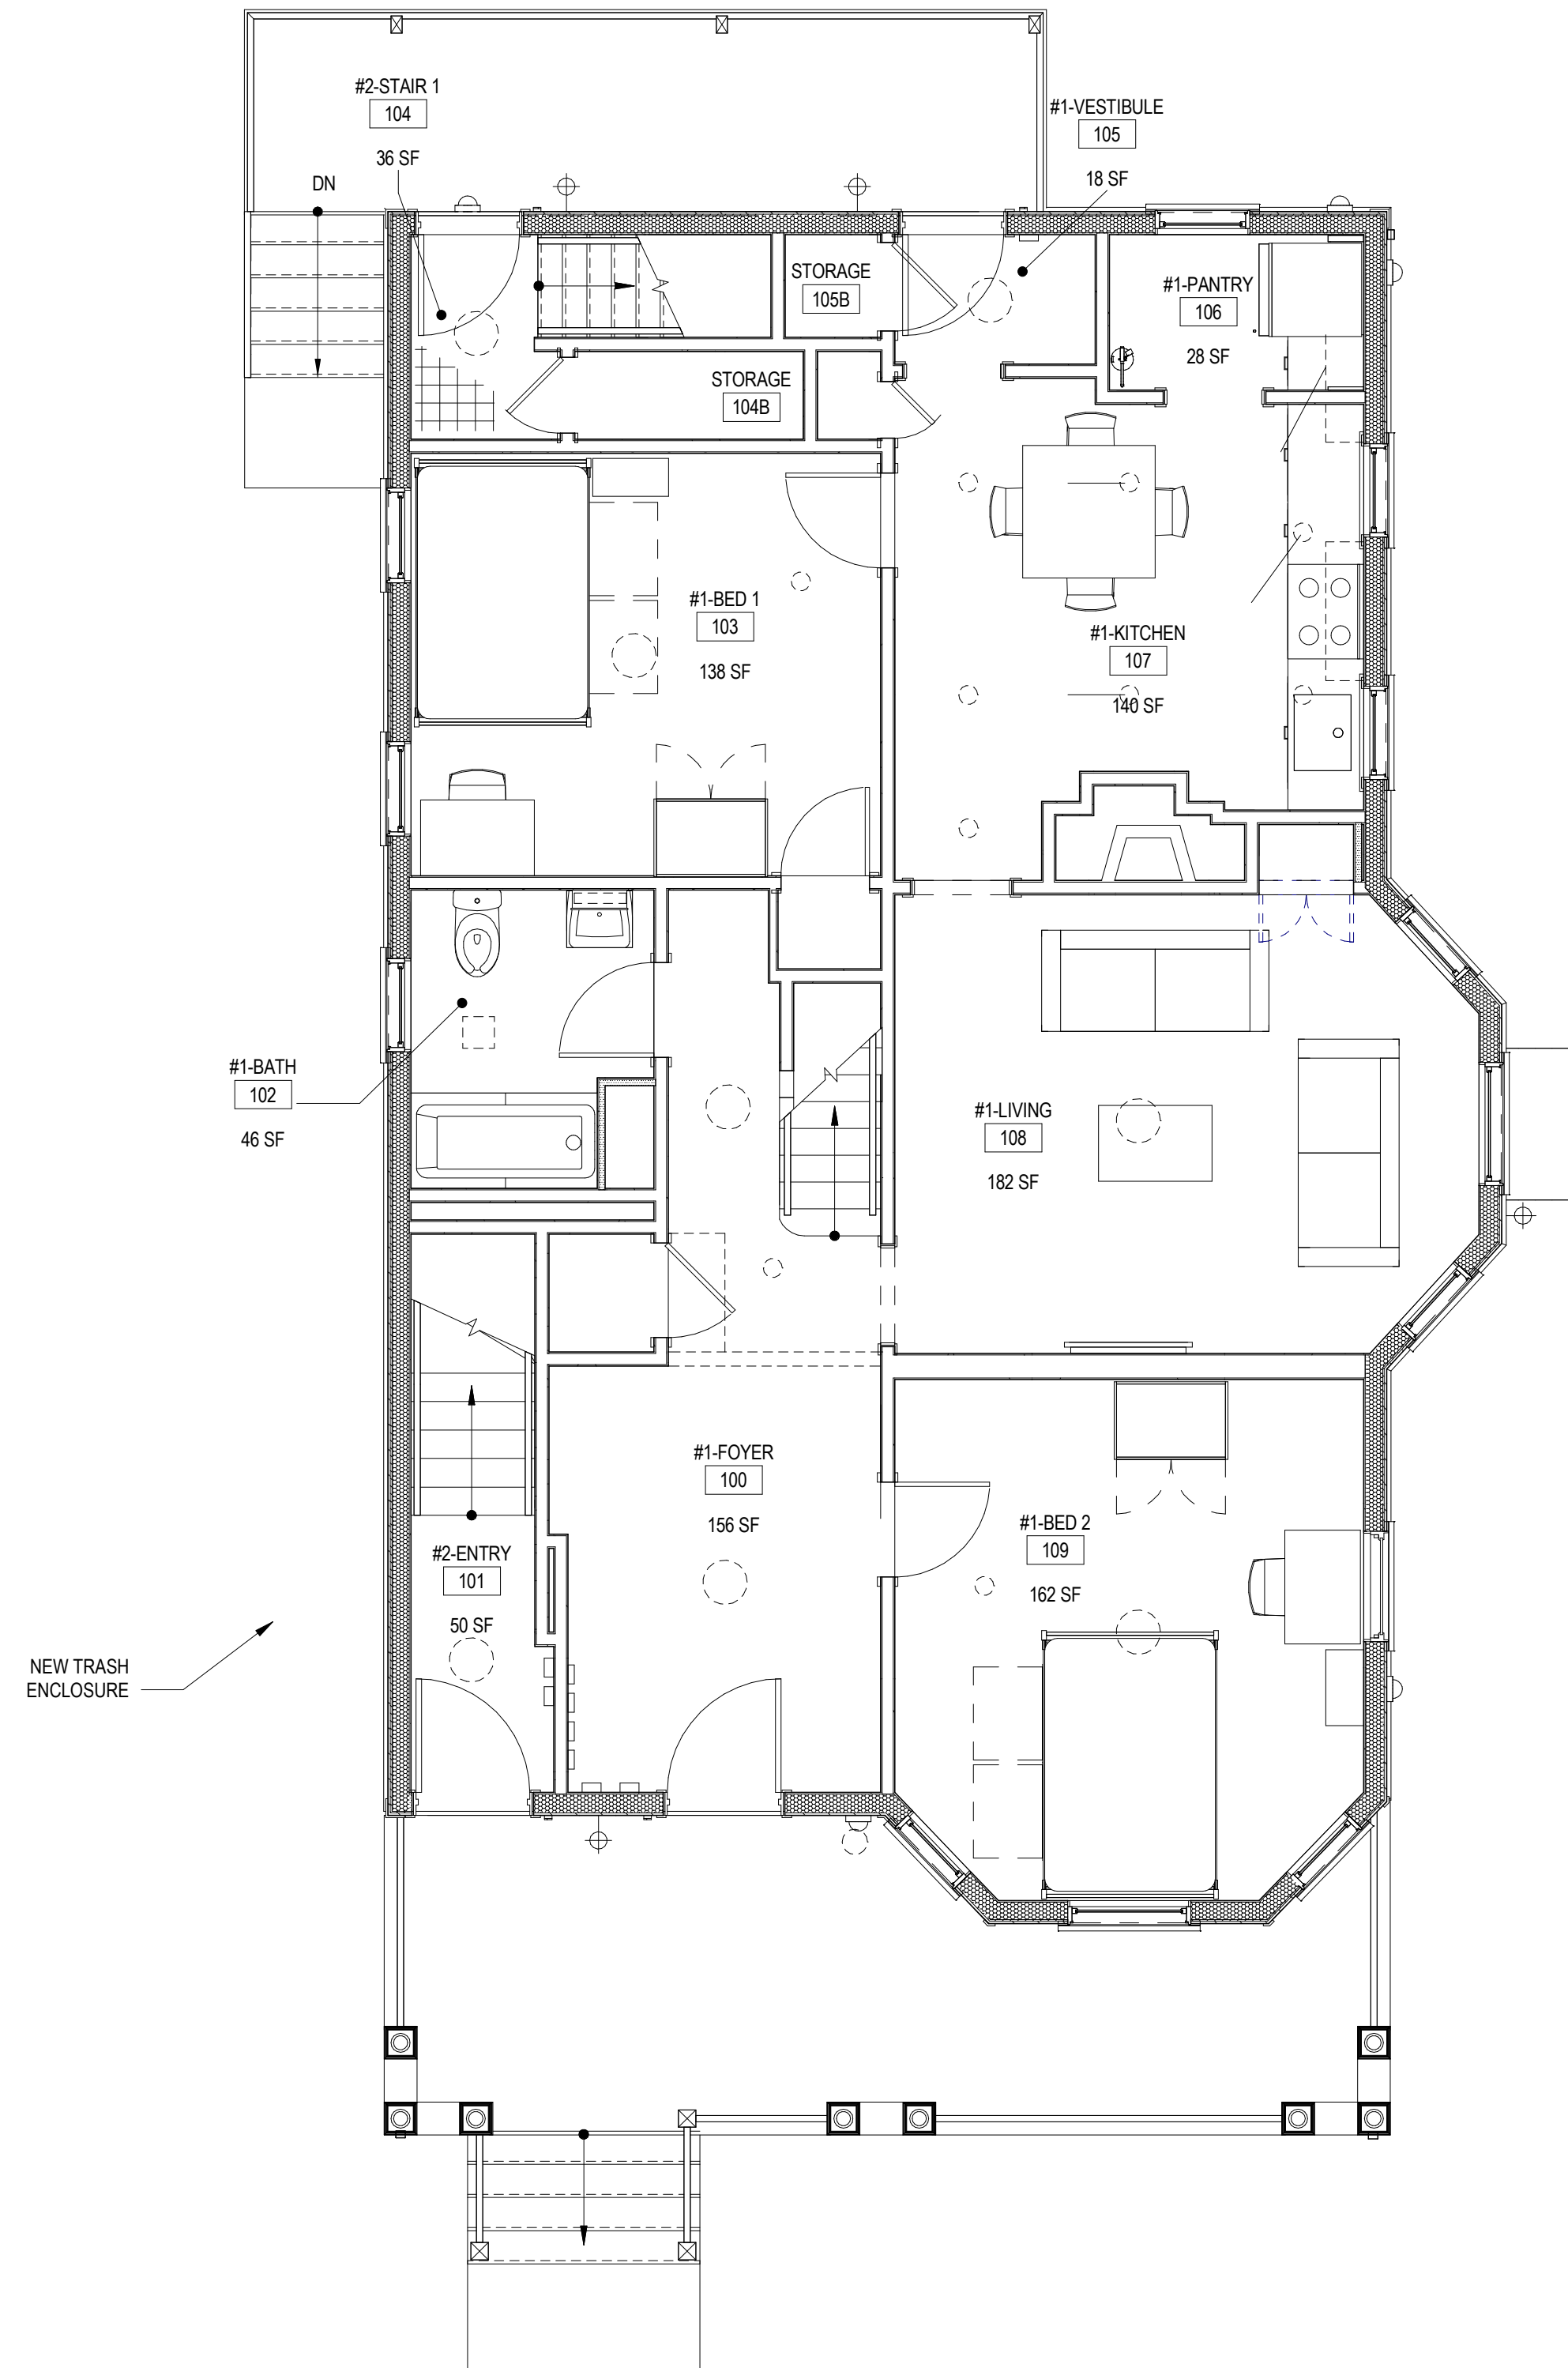 #2-STAIR 1
104
36 SF
#1-VESTIBULE
105
18 SF
DN
STORAGE
105B
#1-PANTRY
106
28 SF
STORAGE
104B
#1-BED 1
103
138 SF
#1-KITCHEN
107
140 SF
#1-BATH
102
46 SF
#1-LIVING
108
182 SF
#1-FOYER
100
156 SF
#1-BED 2
109
162 SF
#2-ENTRY
101
50 SF
NEW TRASH
ENCLOSURE